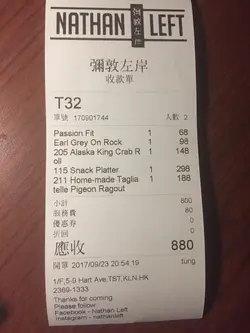 NATHAN 彌敦左岸 LEFT
彌敦左岸
收款單
T32
單號 170901744 人數 2
Passion Fit 1 68
Earl Grey On Rock 1 98
205 Alaska King Crab R 1 148
oll
115 Snack Platter 1 298
211 Home-made Taglia 1 188
telle Pigeon Ragout
小計 800
服務費 80
優惠券 0
折扣 0
應收 880
開單 2017/09/23 20:54:19 tung
1/F,5-9 Hart Ave,TST,KLN.HK
2369-1333
Thanks for coming
Please follow
Facebook - Nathan Left
Instagram - nathanleft